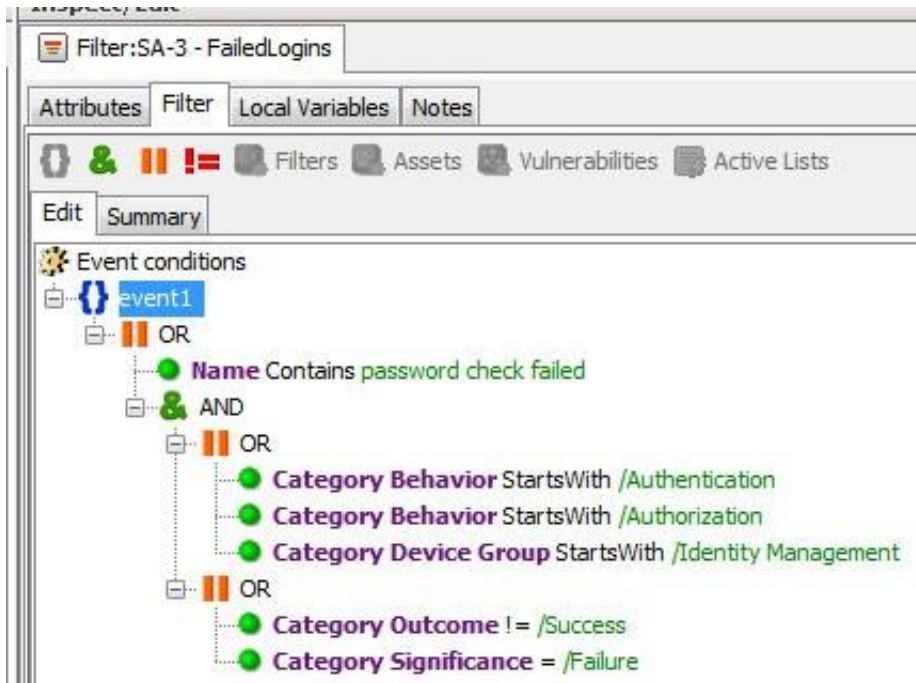 Inspect/Edit
Filter:SA-3 - FailedLogins
Attributes Filter Local Variables Notes
!= Filters Assets Vulnerabilities Active Lists
Edit Summary
Event conditions
event1
OR
Name Contains password check failed
& AND
OR
Category Behavior StartsWith /Authentication
Category Behavior StartsWith /Authorization
Category Device Group StartsWith /Identity Management
OR
Category Outcome != /Success
Category Significance = /Failure